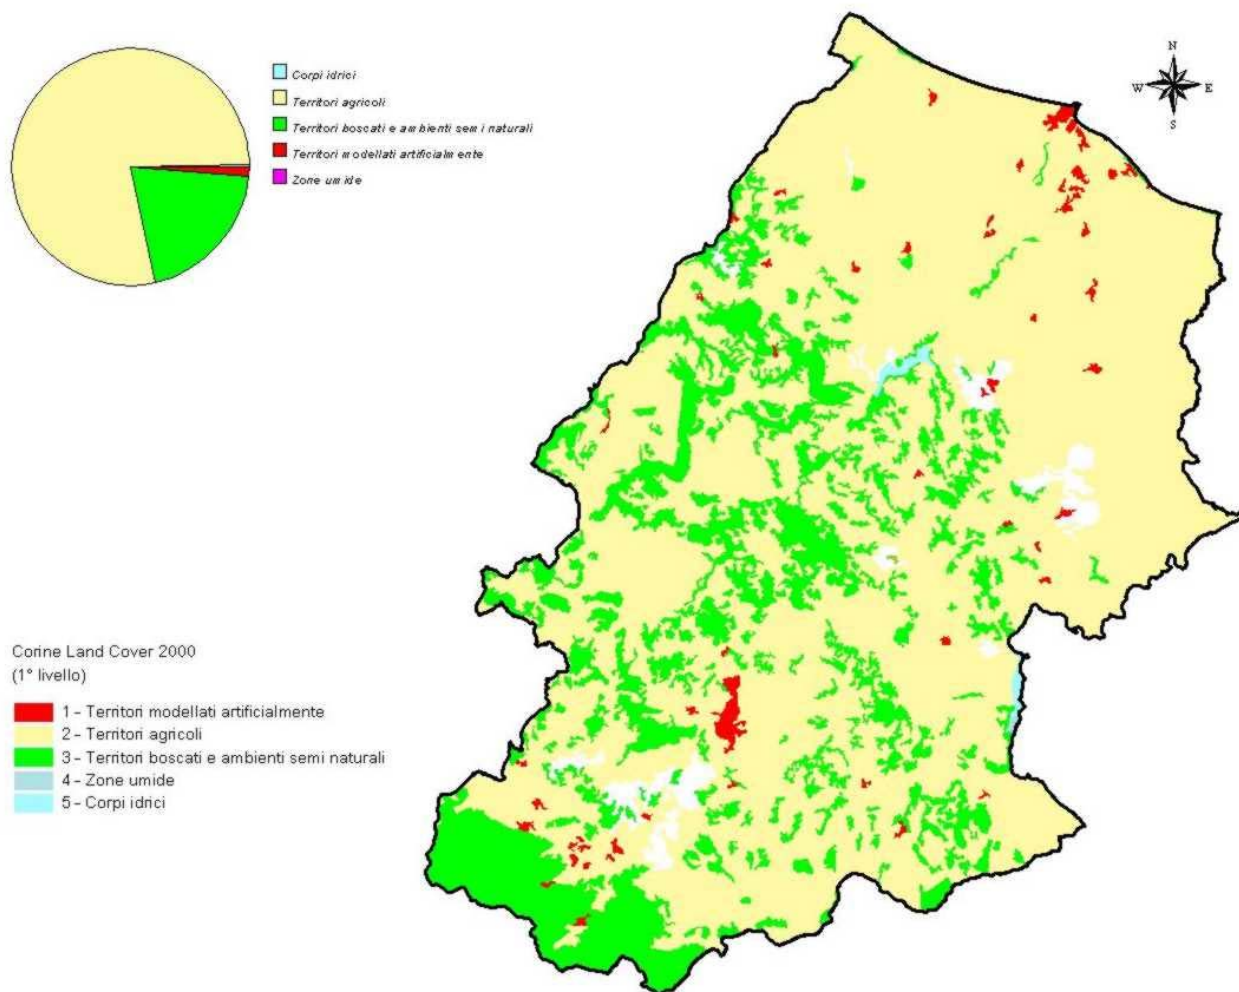 Corpi idrici
Territori agricoli
Territori boscati e ambienti semi naturali
Territori modellati artificialmente
Zone umide
N
W E
S
Corine Land Cover 2000
(1° livello)
1 - Territori modellati artificialmente
2 - Territori agricoli
3 - Territori boscati e ambienti semi naturali
4 - Zone umide
5 - Corpi idrici